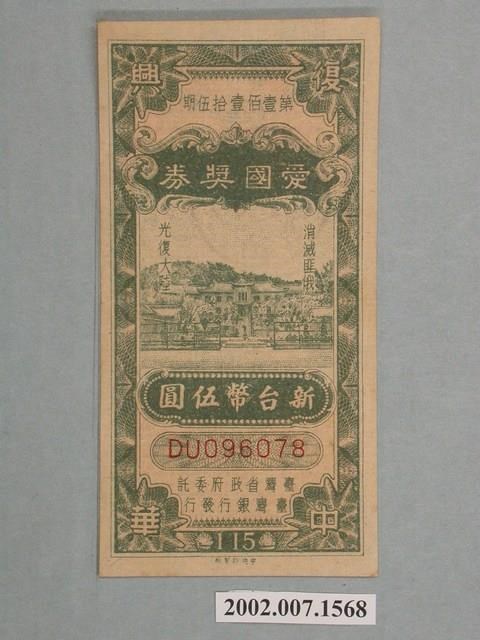 復興
第壹佰壹拾伍期
愛國獎券
消滅匪俄
光復大陸
新台幣伍圓
DU096078
臺灣省政府委託
臺灣銀行發行
中華
115
2002.007.1568